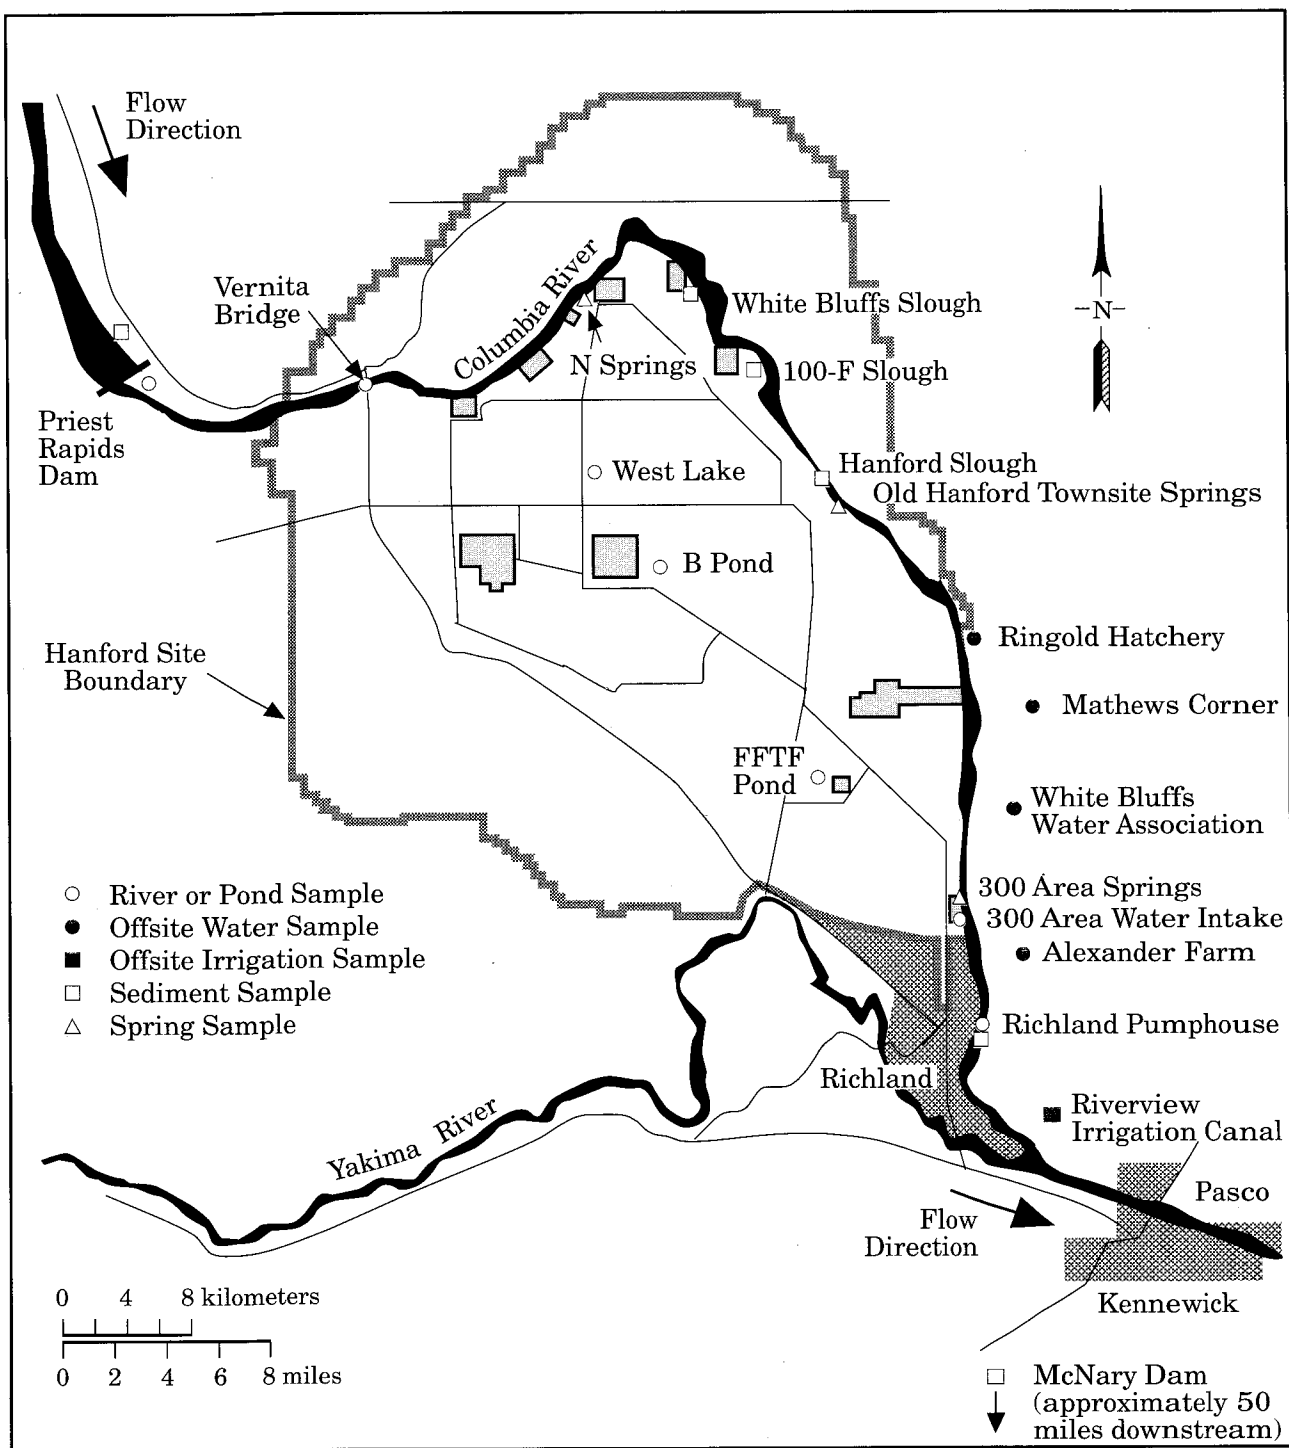 Flow
Direction
Vernita
Bridge
Columbia River
White Bluffs Slough
N Springs
100-F Slough
-N-
Priest
Rapids
Dam
West Lake
Hanford Slough
Old Hanford Townsite Springs
B Pond
Hanford Site
Boundary
Ringold Hatchery
Mathews Corner
FFTF
Pond
White Bluffs
Water Association
River or Pond Sample
Offsite Water Sample
Offsite Irrigation Sample
Sediment Sample
Spring Sample
300 Area Springs
300 Area Water Intake
Alexander Farm
Richland Pumphouse
Richland
Riverview
Irrigation Canal
Yakima River
Pasco
Flow
Direction
Kennewick
0 4 8 kilometers
0 2 4 6 8 miles
McNary Dam
(approximately 50
miles downstream)